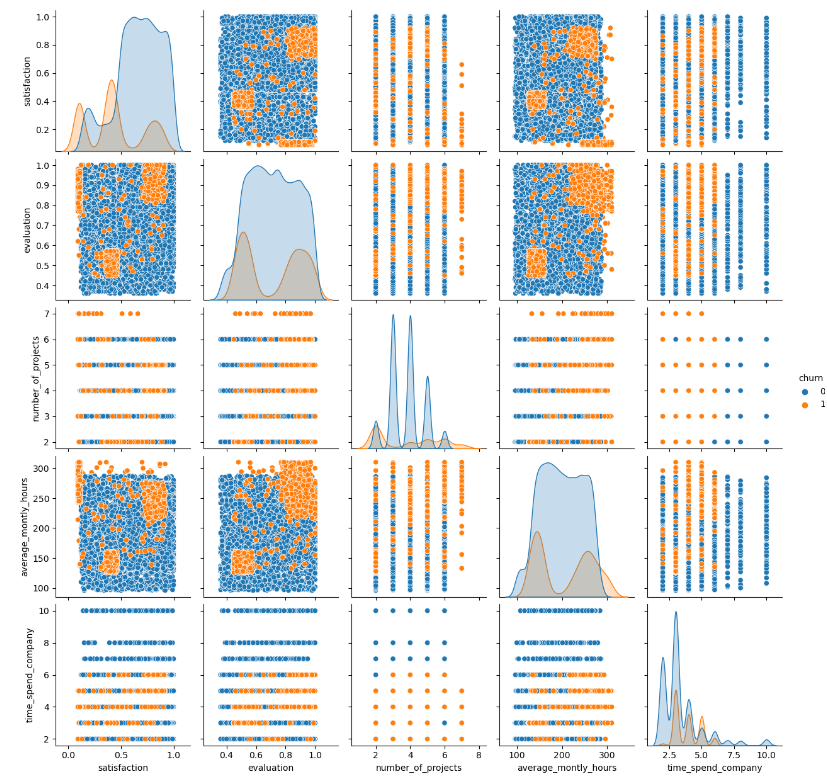 1.0
0.8
0.6
0.4
0.2
satisfaction
1.0
0.9
0.8
0.7
0.6
0.5
0.4
evaluation
7
6
5
4
3
2
number_of_projects
churn
0
1
300
250
200
150
100
average_montly_hours
10
8
6
4
2
time_spend_company
0.0 0.5 1.0
0.4 0.6 0.8 1.0
2 4 6 8
100 200 300
2.5 5.0 7.5 10.0
satisfaction
evaluation
number_of_projects
average_montly_hours
time_spend_company